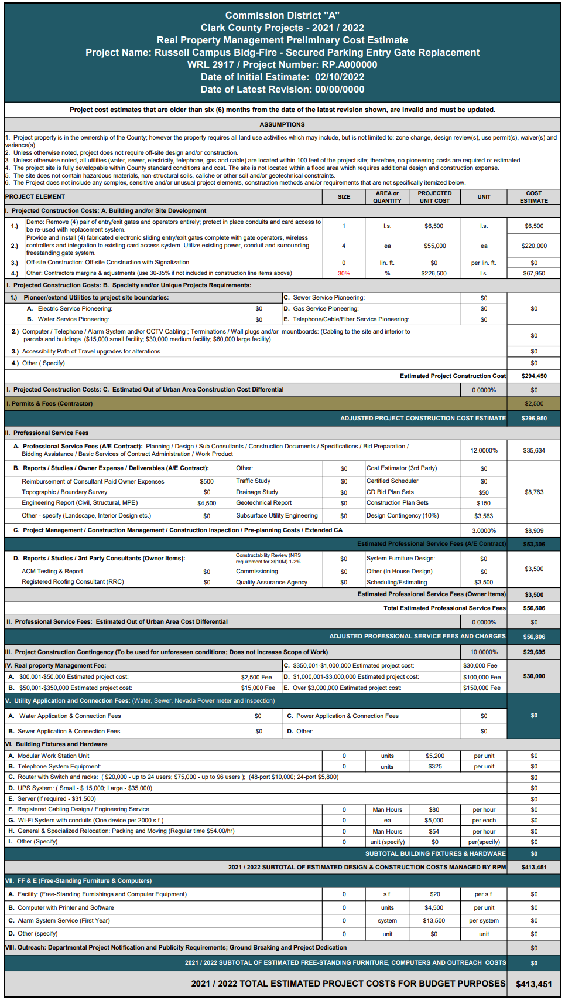 Commission District "A"
Clark County Projects - 2021 / 2022
Real Property Management Preliminary Cost Estimate
Project Name: Russell Campus Bldg-Fire - Secured Parking Entry Gate Replacement
WRL 2917 / Project Number: RP.A000000
Date of Initial Estimate: 02/10/2022
Date of Latest Revision: 00/00/0000
Project cost estimates that are older than six (6) months from the date of the latest revision shown, are invalid and must be updated.
ASSUMPTIONS
1. Project property is in the ownership of the County; however the property requires all land use activities which may include, but is not limited to: zone change, design review(s), use permit(s), waiver(s) and
variance(s).
2. Unless otherwise noted, project does not require off-site design and/or construction.
3. Unless otherwise noted, all utilities (water, sewer, electricity, telephone, gas and cable) are located within 100 feet of the project site; therefore, no pioneering costs are required or estimated.
4. The project site is fully developable within County standard conditions and cost. The site is not located within a flood area which requires additional design and construction expense.
5. The site does not contain hazardous materials, non-structural soils, caliche or other soil and/or geotechnical constraints.
6. The Project does not include any complex, sensitive and/or unusual project elements, construction methods and/or requirements that are not specifically itemized below.
PROJECT ELEMENT SIZE AREA or QUANTITY PROJECTED UNIT COST UNIT COST ESTIMATE
I. Projected Construction Costs: A. Building and/or Site Development
1.) Demo: Remove (4) pair of entry/exit gates and operators entirely; protect in place conduits and card access to
be re-used with replacement system. 1 l.s. $6,500 l.s. $6,500
2.) Provide and install (4) fabricated electronic sliding entry/exit gates complete with gate operators, wireless
controllers and integration to existing card access system. Utilize existing power, conduit and surrounding
freestanding gate system. 4 ea $55,000 ea $220,000
3.) Off-site Construction: Off-site Construction with Signalization 0 lin. ft. $0 per lin. ft. $0
4.) Other: Contractors margins & adjustments (use 30-35% if not included in construction line items above) 30% % $226,500 l.s. $67,950
I. Projected Construction Costs: B. Specialty and/or Unique Projects Requirements:
1.) Pioneer/extend Utilities to project site boundaries: C. Sewer Service Pioneering: $0
A. Electric Service Pioneering: $0 D. Gas Service Pioneering: $0 $0
B. Water Service Pioneering: $0 E. Telephone/Cable/Fiber Service Pioneering: $0
2.) Computer / Telephone / Alarm System and/or CCTV Cabling ; Terminations / Wall plugs and/or mountboards: (Cabling to the site and interior to
parcels and buildings ($15,000 small facility; $30,000 medium facility; $60,000 large facility) $0
3.) Accessibility Path of Travel upgrades for alterations $0
4.) Other ( Specify) $0
Estimated Project Construction Cost $294,450
I. Projected Construction Costs: C. Estimated Out of Urban Area Construction Cost Differential 0.0000% $0
I. Permits & Fees (Contractor) $2,500
ADJUSTED PROJECT CONSTRUCTION COST ESTIMATE $296,950
II. Professional Service Fees
A. Professional Service Fees (A/E Contract): Planning / Design / Sub Consultants / Construction Documents / Specifications / Bid Preparation /
Bidding Assistance / Basic Services of Contract Administration / Work Product 12.0000% $35,634
B. Reports / Studies / Owner Expense / Deliverables (A/E Contract): Other: $0 Cost Estimator (3rd Party) $0
Reimbursement of Consultant Paid Owner Expenses $500 Traffic Study $0 Certified Scheduler $0
Topographic / Boundary Survey $0 Drainage Study $0 CD Bid Plan Sets $50 $8,763
Engineering Report (Civil, Structural, MPE) $4,500 Geotechnical Report $0 Construction Plan Sets $150
Other - specify (Landscape, Interior Design etc.) $0 Subsurface Utility Engineering $0 Design Contingency (10%) $3,563
C. Project Management / Construction Management / Construction Inspection / Pre-planning Costs / Extended CA 3.0000% $8,909
Estimated Professional Service Fees (A/E Contract) $53,306
D. Reports / Studies / 3rd Party Consultants (Owner Items): Constructability Review (NRS requirement for >$10M) 1-2% $0 System Furniture Design: $0
ACM Testing & Report $0 Commissioning $0 Other (In House Design) $0 $3,500
Registered Roofing Consultant (RRC) $0 Quality Assurance Agency $0 Scheduling/Estimating $3,500
Estimated Professional Service Fees (Owner Items) $3,500
Total Estimated Professional Service Fees $56,806
II. Professional Service Fees: Estimated Out of Urban Area Cost Differential 0.0000% $0
ADJUSTED PROFESSIONAL SERVICE FEES AND CHARGES $56,806
III. Project Construction Contingency (To be used for unforeseen conditions; Does not increase Scope of Work) 10.0000% $29,695
IV. Real property Management Fee: C. $350,001-$1,000,000 Estimated project cost: $30,000 Fee
A. $00,001-$50,000 Estimated project cost: $2,500 Fee D. $1,000,001-$3,000,000 Estimated project cost: $100,000 Fee $30,000
B. $50,001-$350,000 Estimated project cost: $15,000 Fee E. Over $3,000,000 Estimated project cost: $150,000 Fee
V. Utility Application and Connection Fees: (Water, Sewer, Nevada Power meter and inspection)
A. Water Application & Connection Fees $0 C. Power Application & Connection Fees $0 $0
B. Sewer Application & Connection Fees $0 D. Other: $0
VI. Building Fixtures and Hardware
A. Modular Work Station Unit 0 units $5,200 per unit $0
B. Telephone System Equipment: 0 units $325 per unit $0
C. Router with Switch and racks: ( $20,000 - up to 24 users; $75,000 - up to 96 users ); (48-port $10,000; 24-port $5,800) $0
D. UPS System: ( Small - $ 15,000; Large - $35,000) $0
E. Server (If required - $31,500) $0
F. Registered Cabling Design / Engineering Service 0 Man Hours $80 per hour $0
G. Wi-Fi System with conduits (One device per 2000 s.f.) 0 ea $5,000 per each $0
H. General & Specialized Relocation: Packing and Moving (Regular time $54.00/hr) 0 Man Hours $54 per hour $0
I. Other (Specify) 0 unit (specify) $0 per(specify) $0
SUBTOTAL BUILDING FIXTURES & HARDWARE $0
2021 / 2022 SUBTOTAL OF ESTIMATED DESIGN & CONSTRUCTION COSTS MANAGED BY RPM $413,451
VII. FF & E (Free-Standing Furniture & Computers)
A. Facility: (Free-Standing Furnishings and Computer Equipment) 0 s.f. $20 per s.f. $0
B. Computer with Printer and Software 0 units $4,500 per unit $0
C. Alarm System Service (First Year) 0 system $13,500 per system $0
D. Other (specify) 0 unit $0 unit $0
VIII. Outreach: Departmental Project Notification and Publicity Requirements; Ground Breaking and Project Dedication $0
2021 / 2022 SUBTOTAL OF ESTIMATED FREE-STANDING FURNITURE, COMPUTERS AND OUTREACH COSTS $0
2021 / 2022 TOTAL ESTIMATED PROJECT COSTS FOR BUDGET PURPOSES $413,451